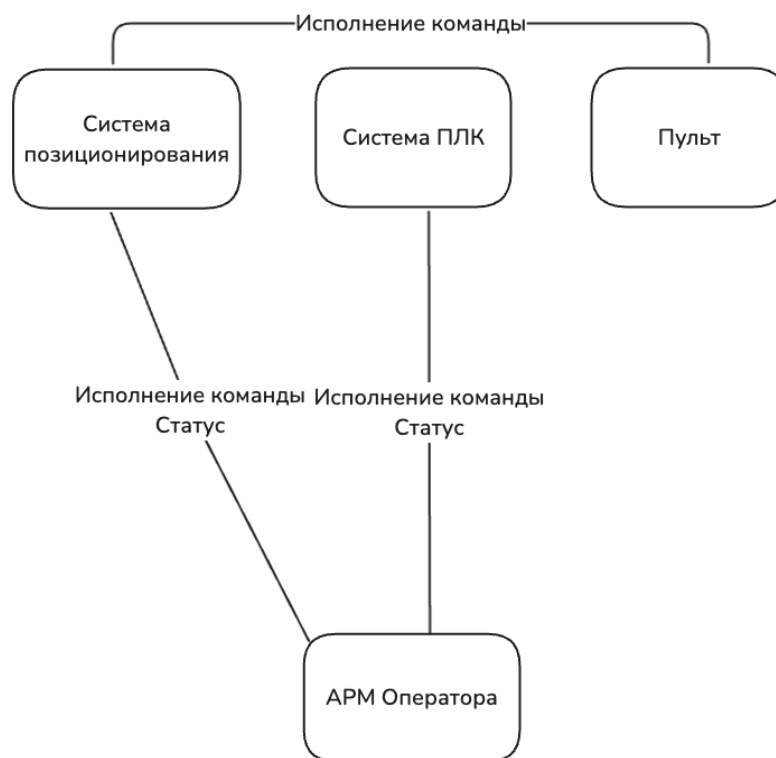 Исполнение команды
Система
позиционирования
Система ПЛК
Пульт
Исполнение команды
Статус
Исполнение команды
Статус
АРМ Оператора